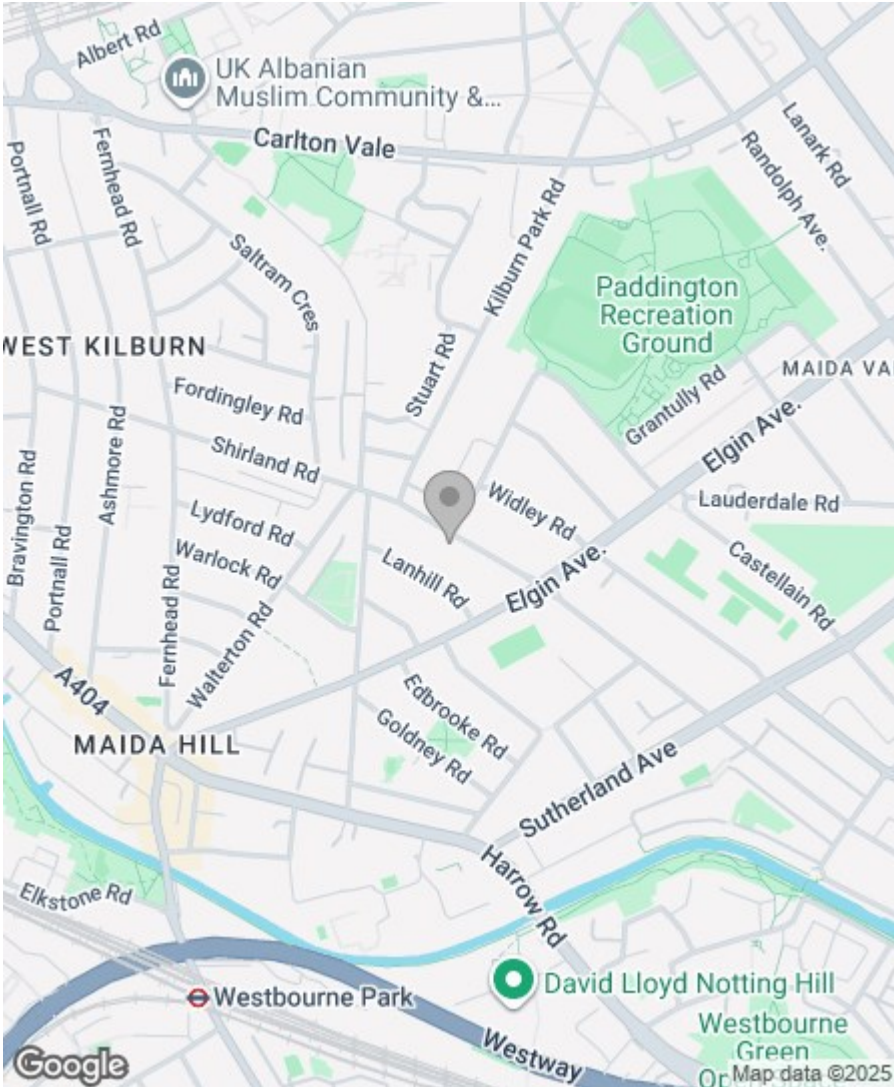 Albert Rd
UK Albanian
Muslim Community &...
Carlton Vale
Lanark Rd
Randolph Ave.
Portnall Rd
Fernhead Rd
Saltram Cres
Kilburn Park Rd
Paddington
Recreation
Ground
WEST KILBURN
Stuart Rd
MAIDA VA
Fordingley Rd
Grantully Rd
Elgin Ave.
Shirland Rd
Ashmore Rd
Bravington Rd
Portnall Rd
Lydford Rd
Widley Rd
Lauderdale Rd
Warlock Rd
Lanhill Rd
Elgin Ave.
Castellain Rd
Fernhead Rd
Walterton Rd
A404
MAIDA HILL
Edbrooke Rd
Goldney Rd
Sutherland Ave
Harrow Rd
Elkstone Rd
Westbourne Park
David Lloyd Notting Hill
Westway
Westbourne
Green
Op
Google
Map data ©2025